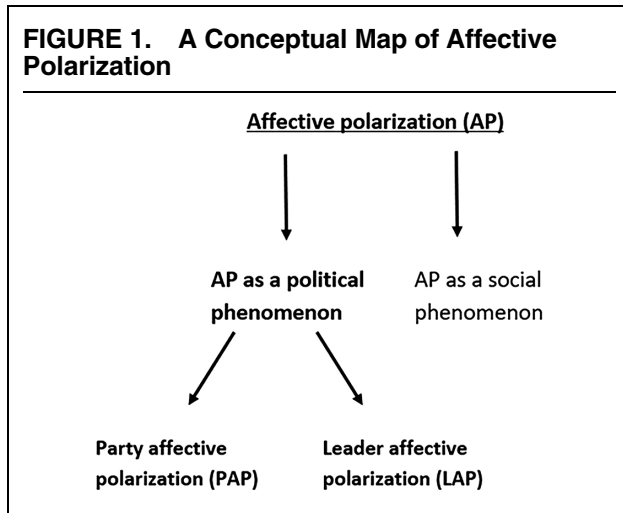 FIGURE 1. A Conceptual Map of Affective
Polarization
Affective polarization (AP)
AP as a political
phenomenon
AP as a social
phenomenon
Party affective
polarization (PAP)
Leader affective
polarization (LAP)